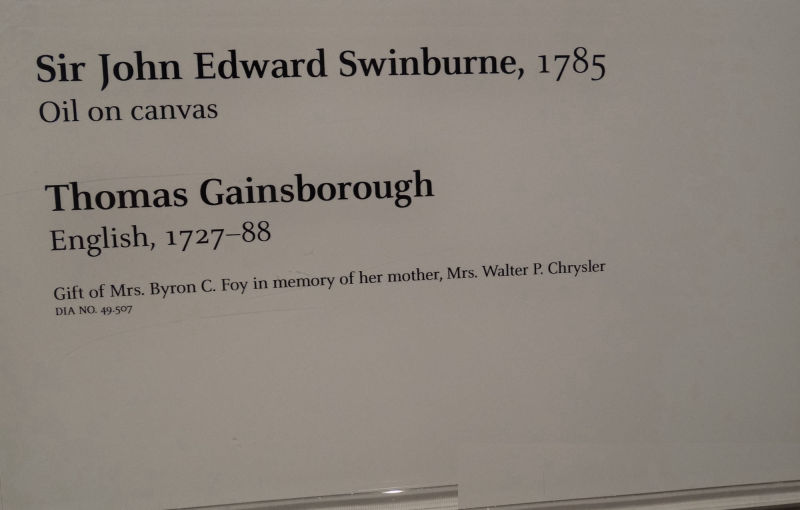 Sir John Edward Swinburne, 1785
Oil on canvas
Thomas Gainsborough
English, 1727–88
Gift of Mrs. Byron C. Foy in memory of her mother, Mrs. Walter P. Chrysler
DIA NO. 49.507